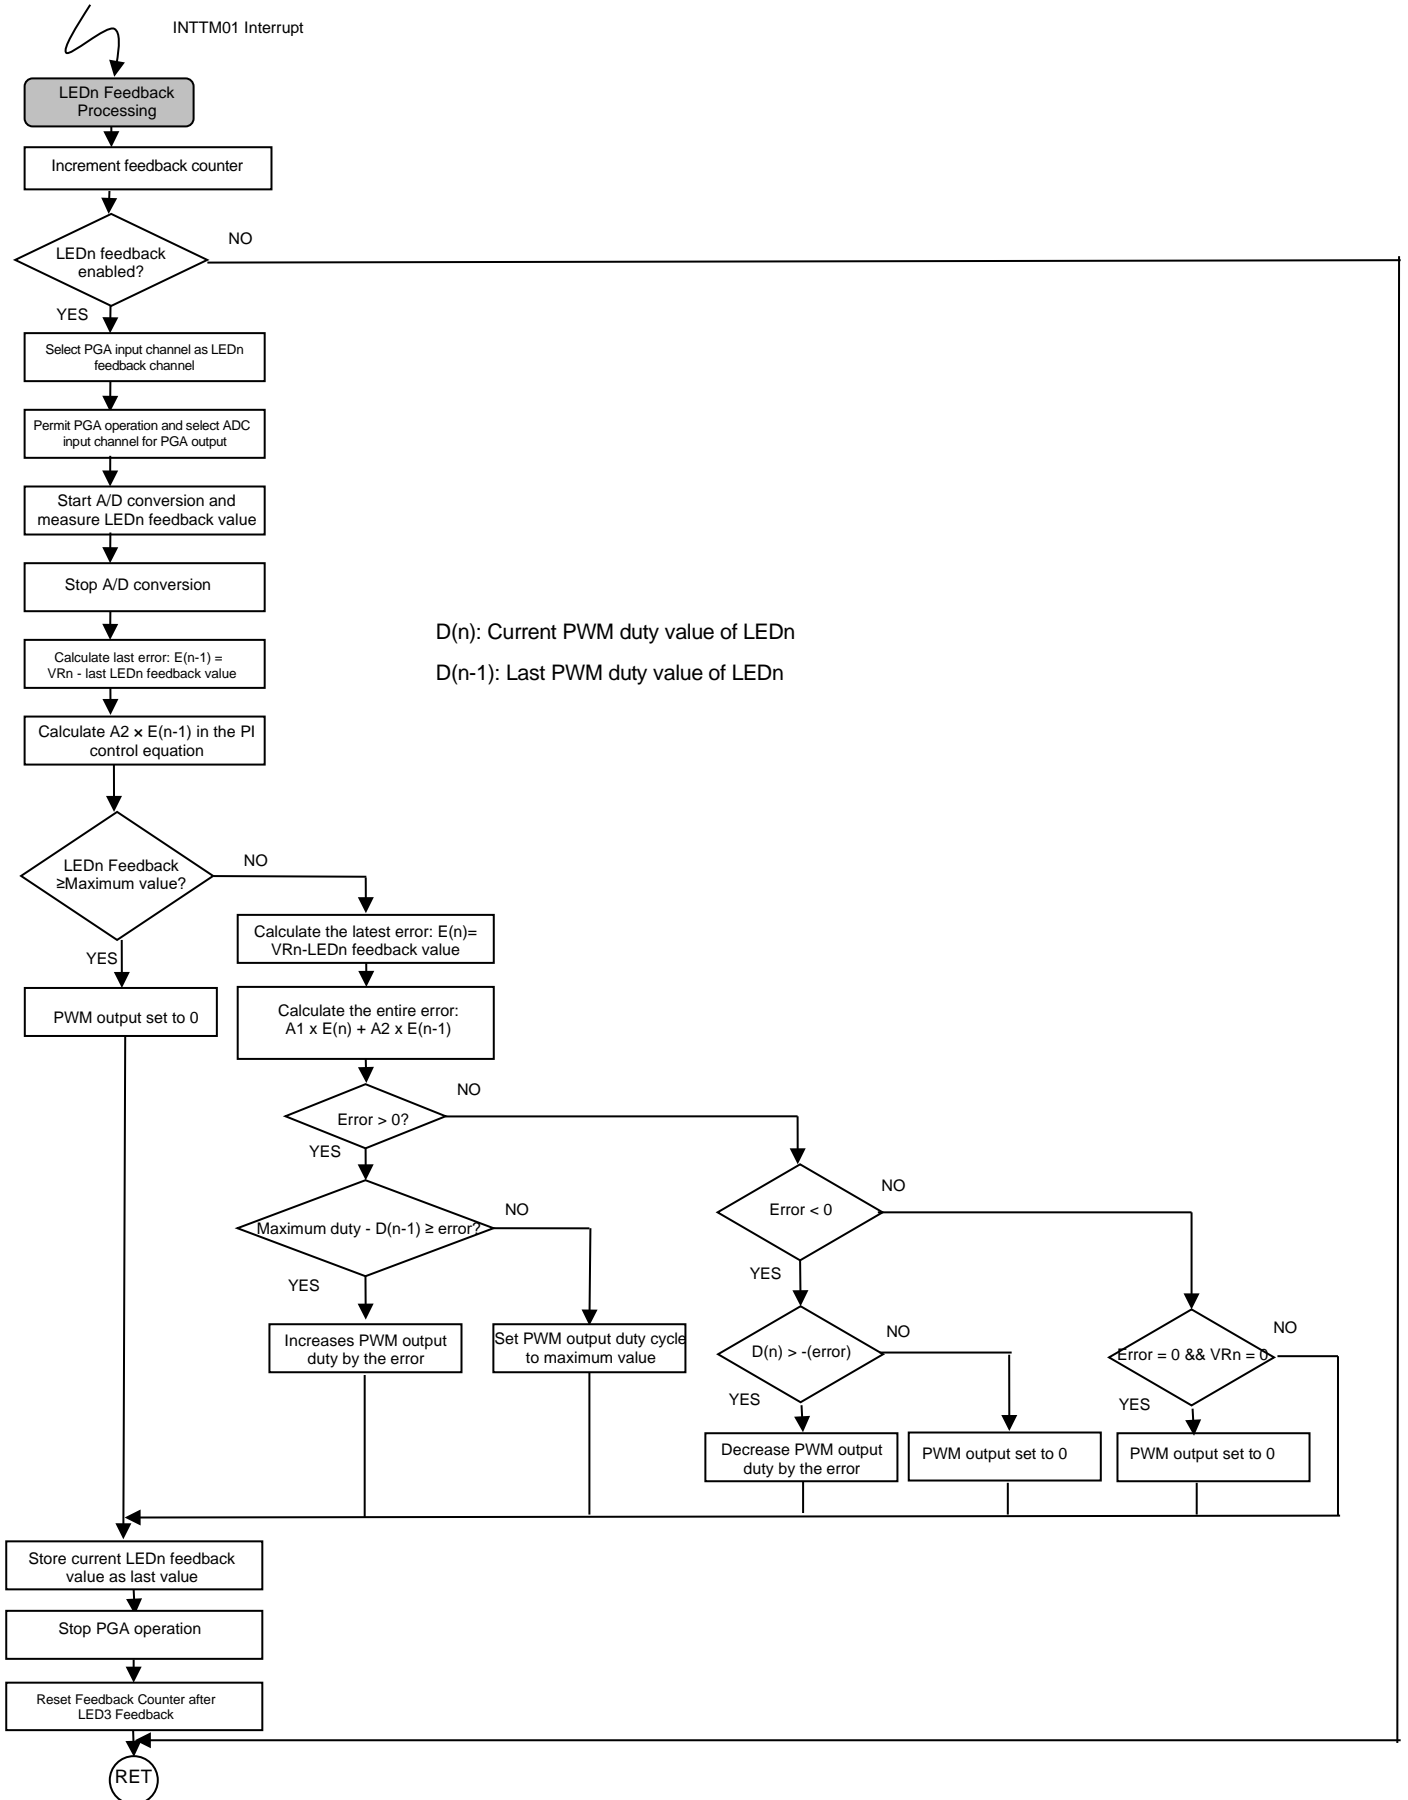 INTTM01 Interrupt
LEDn Feedback
Processing
Increment feedback counter
LEDn feedback
enabled?
NO
YES
Select PGA input channel as LEDn
feedback channel
Permit PGA operation and select ADC
input channel for PGA output
Start A/D conversion and
measure LEDn feedback value
Stop A/D conversion
D(n): Current PWM duty value of LEDn
D(n-1): Last PWM duty value of LEDn
Calculate last error: E(n-1) =
VRn - last LEDn feedback value
Calculate A2 × E(n-1) in the PI
control equation
LEDn Feedback
≥Maximum value?
NO
YES
PWM output set to 0
Calculate the latest error: E(n)=
VRn-LEDn feedback value
Calculate the entire error:
A1 x E(n) + A2 x E(n-1)
Error > 0?
NO
YES
Maximum duty - D(n-1) ≥ error?
NO
YES
Increases PWM output
duty by the error
Set PWM output duty cycle
to maximum value
Error < 0
NO
YES
D(n) > -(error)
NO
YES
Decrease PWM output
duty by the error
PWM output set to 0
Error = 0 && VRn = 0
NO
YES
PWM output set to 0
Store current LEDn feedback
value as last value
Stop PGA operation
Reset Feedback Counter after
LED3 Feedback
RET